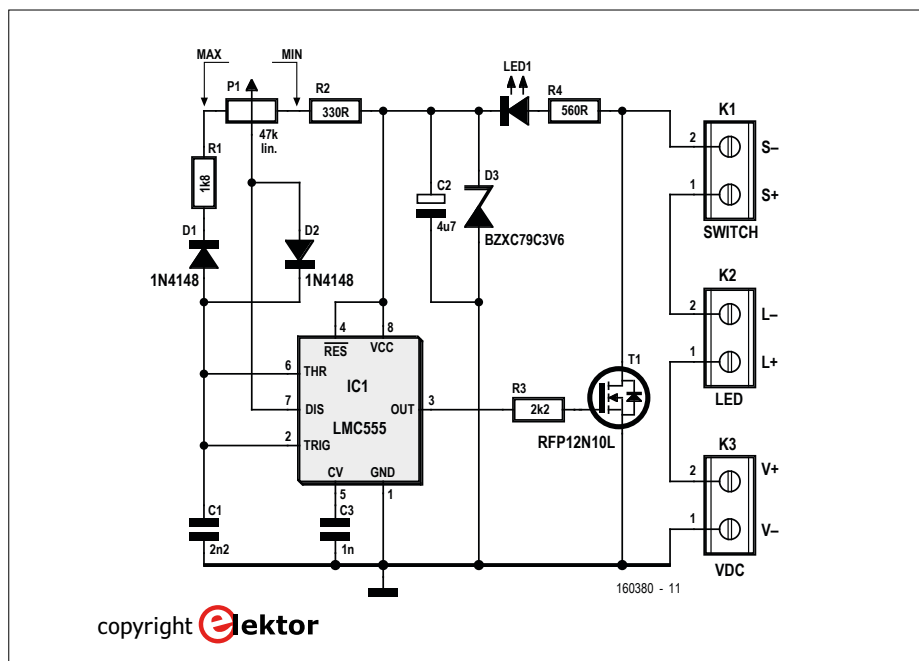 MAX
MIN
P1
47k
lin.
R2
330R
LED1
R4
560R
K1
2
S–
1
S+
SWITCH
R1
1k8
C2
4u7
D3
BZXC79C3V6
D1
D2
1N4148
1N4148
K2
2
L–
1
L+
LED
4
8
RES
VCC
6
THR
IC1
7
DIS
OUT
3
LMC555
2
TRIG
CV
GND
5
1
R3
2k2
T1
RFP12N10L
K3
2
V+
1
V–
VDC
C1
2n2
C3
1n
160380 - 11
copyright elektor